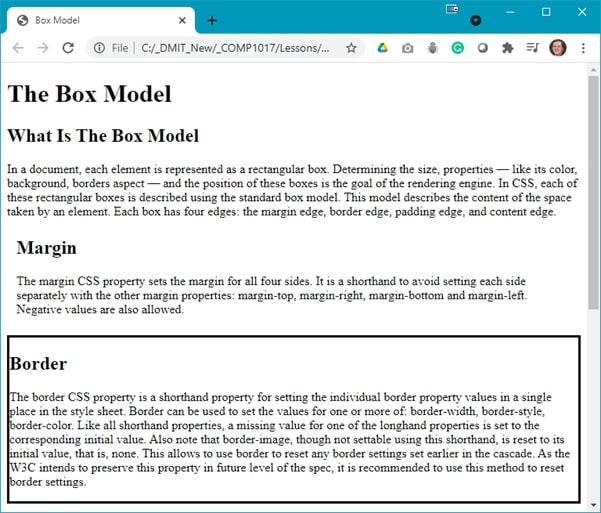 Box Model
File | C:/_DMIT_New/_COMP1017/Lessons/...
The Box Model
What Is The Box Model
In a document, each element is represented as a rectangular box. Determining the size, properties — like its color,
background, borders aspect — and the position of these boxes is the goal of the rendering engine. In CSS, each of
these rectangular boxes is described using the standard box model. This model describes the content of the space
taken by an element. Each box has four edges: the margin edge, border edge, padding edge, and content edge.
Margin
The margin CSS property sets the margin for all four sides. It is a shorthand to avoid setting each side
separately with the other margin properties: margin-top, margin-right, margin-bottom and margin-left.
Negative values are also allowed.
Border
The border CSS property is a shorthand property for setting the individual border property values in a single
place in the style sheet. Border can be used to set the values for one or more of: border-width, border-style,
border-color. Like all shorthand properties, a missing value for one of the longhand properties is set to the
corresponding initial value. Also note that border-image, though not settable using this shorthand, is reset to its
initial value, that is, none. This allows to use border to reset any border settings set earlier in the cascade. As the
W3C intends to preserve this property in future level of the spec, it is recommended to use this method to reset
border settings.